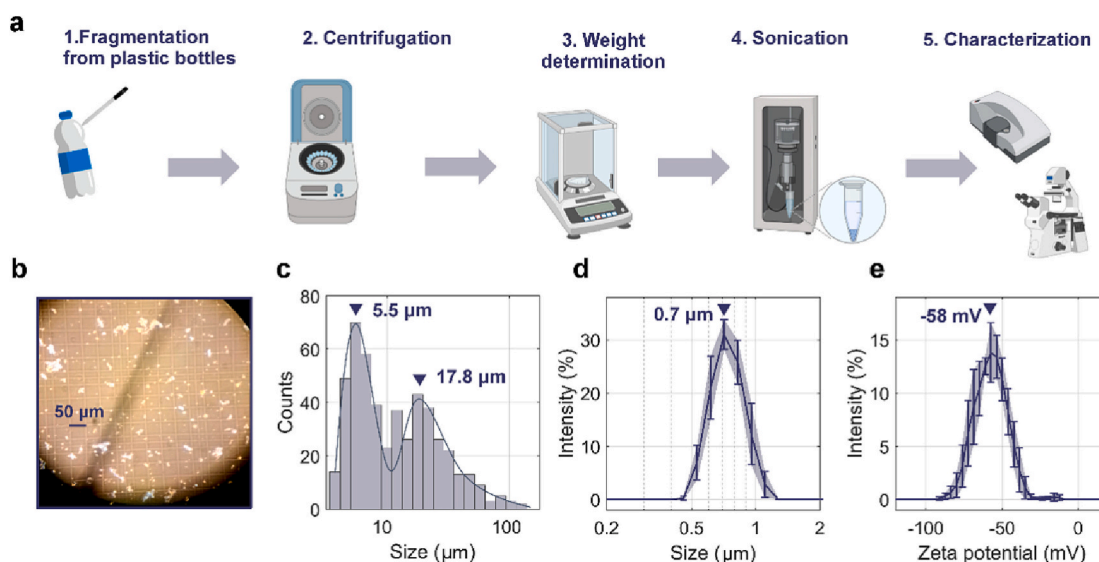 a
1.Fragmentation
from plastic bottles
2. Centrifugation
3. Weight
determination
4. Sonication
5. Characterization
b
50 µm
c
5.5 µm
17.8 µm
80
60
40
20
0
Counts
10
100
Size (µm)
d
0.7 µm
30
20
10
0
Intensity (%)
0.2
0.5
1
2
Size (µm)
e
-58 mV
15
10
5
0
Intensity (%)
-100
-50
0
Zeta potential (mV)